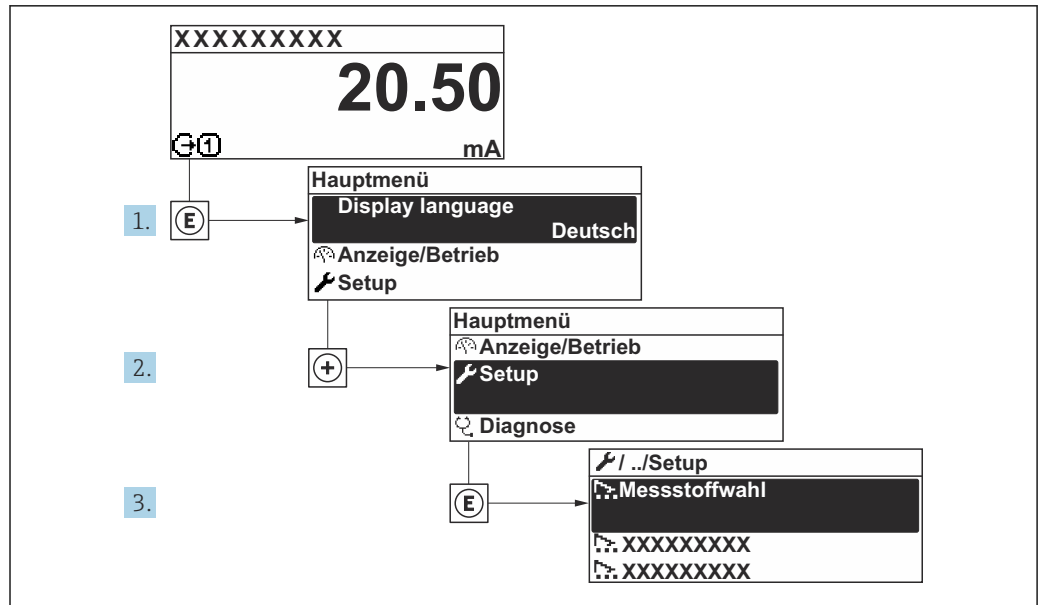 XXXXXXXXX
20.50
1
mA
1.
E
Hauptmenü
Display language
Deutsch
Anzeige/Betrieb
Setup
2.
+
Hauptmenü
Anzeige/Betrieb
Setup
Diagnose
3.
E
/ ../Setup
Messstoffwahl
XXXXXXXXX
XXXXXXXXX